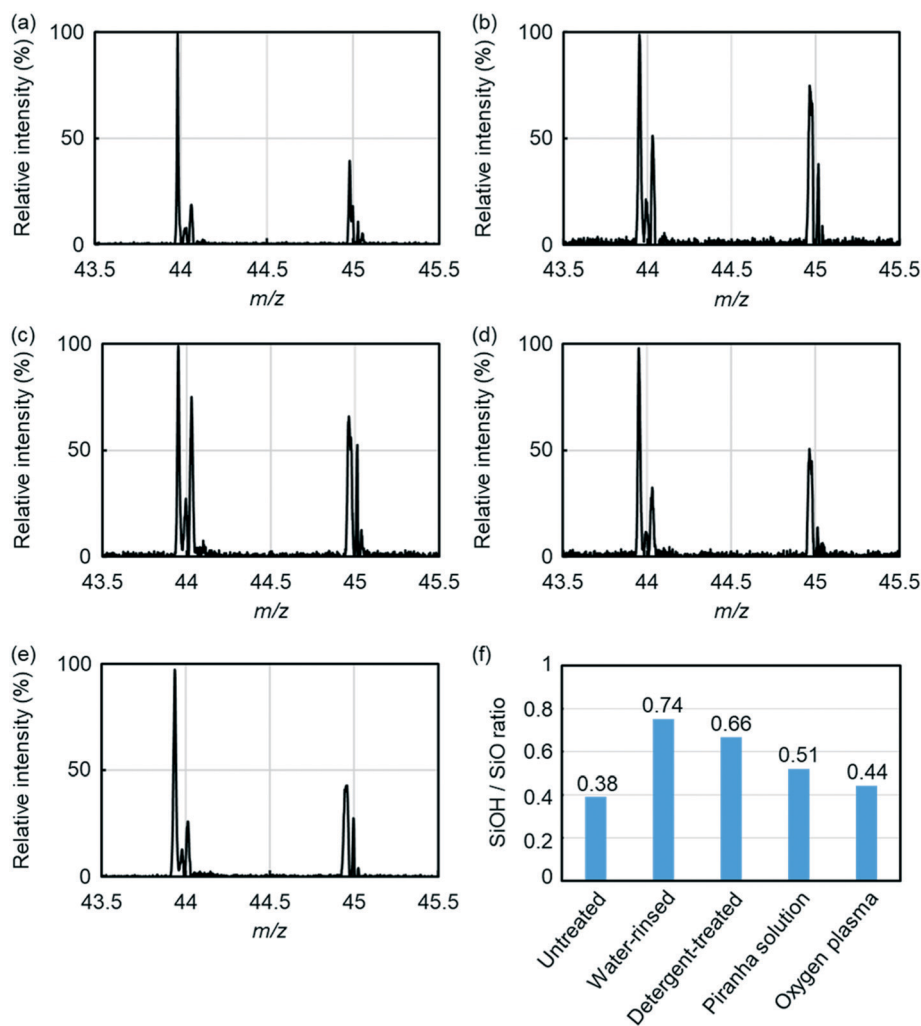 (a)
100
50
0
Relative intensity (%)
43.5 44 44.5 45 45.5
m/z
(b)
100
50
0
Relative intensity (%)
43.5 44 44.5 45 45.5
m/z
(c)
100
50
0
Relative intensity (%)
43.5 44 44.5 45 45.5
m/z
(d)
100
50
0
Relative intensity (%)
43.5 44 44.5 45 45.5
m/z
(e)
100
50
0
Relative intensity (%)
43.5 44 44.5 45 45.5
m/z
(f)
1
0.8
0.6
0.4
0.2
0
SiOH / SiO ratio
0.38
0.74
0.66
0.51
0.44
Untreated
Water-rinsed
Detergent-treated
Piranha solution
Oxygen plasma